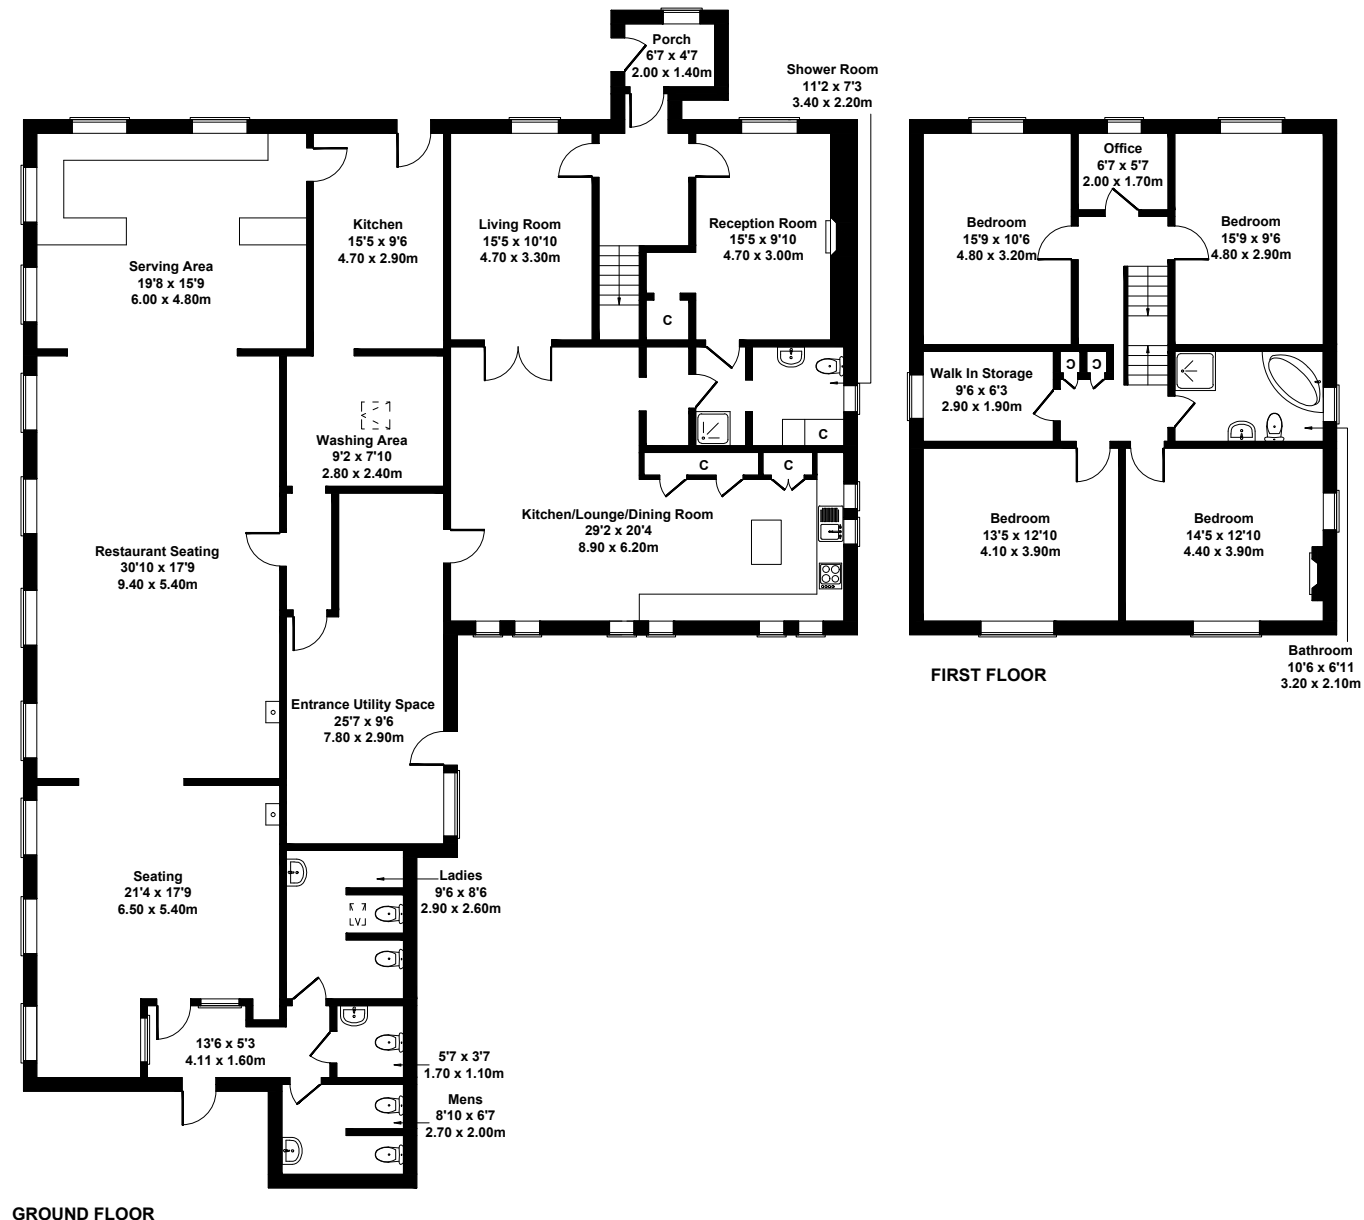 Porch
6'7 x 4'7
2.00 x 1.40m
Shower Room
11'2 x 7'3
3.40 x 2.20m
Kitchen
15'5 x 9'6
4.70 x 2.90m
Living Room
15'5 x 10'10
4.70 x 3.30m
Reception Room
15'5 x 9'10
4.70 x 3.00m
Serving Area
19'8 x 15'9
6.00 x 4.80m
C
Washing Area
9'2 x 7'10
2.80 x 2.40m
C
C
C
Kitchen/Lounge/Dining Room
29'2 x 20'4
8.90 x 6.20m
Restaurant Seating
30'10 x 17'9
9.40 x 5.40m
Entrance Utility Space
25'7 x 9'6
7.80 x 2.90m
Seating
21'4 x 17'9
6.50 x 5.40m
Ladies
9'6 x 8'6
2.90 x 2.60m
13'6 x 5'3
4.11 x 1.60m
5'7 x 3'7
1.70 x 1.10m
Mens
8'10 x 6'7
2.70 x 2.00m
GROUND FLOOR
Office
6'7 x 5'7
2.00 x 1.70m
Bedroom
15'9 x 10'6
4.80 x 3.20m
Bedroom
15'9 x 9'6
4.80 x 2.90m
Walk In Storage
9'6 x 6'3
2.90 x 1.90m
C
C
Bedroom
13'5 x 12'10
4.10 x 3.90m
Bedroom
14'5 x 12'10
4.40 x 3.90m
Bathroom
10'6 x 6'11
3.20 x 2.10m
FIRST FLOOR